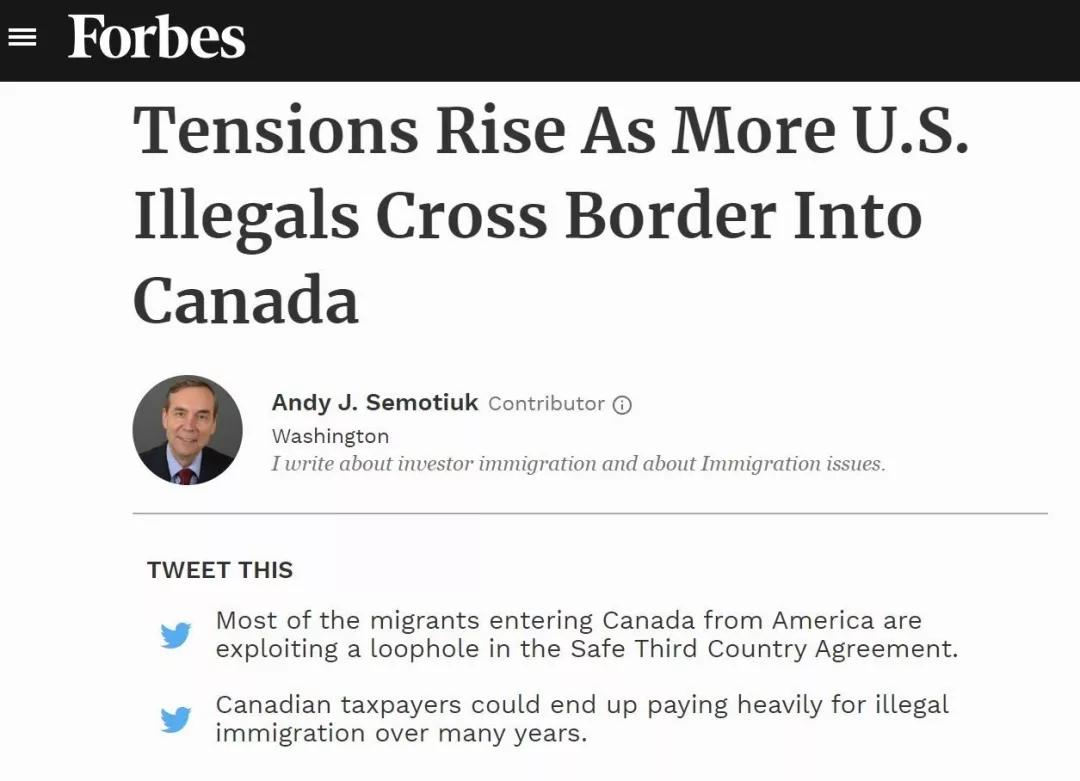 Forbes
Tensions Rise As More U.S.
Illegals Cross Border Into
Canada
Andy J. Semotiuk Contributor
Washington
I write about investor immigration and about Immigration issues.
TWEET THIS
Most of the migrants entering Canada from America are
exploiting a loophole in the Safe Third Country Agreement.
Canadian taxpayers could end up paying heavily for illegal
immigration over many years.